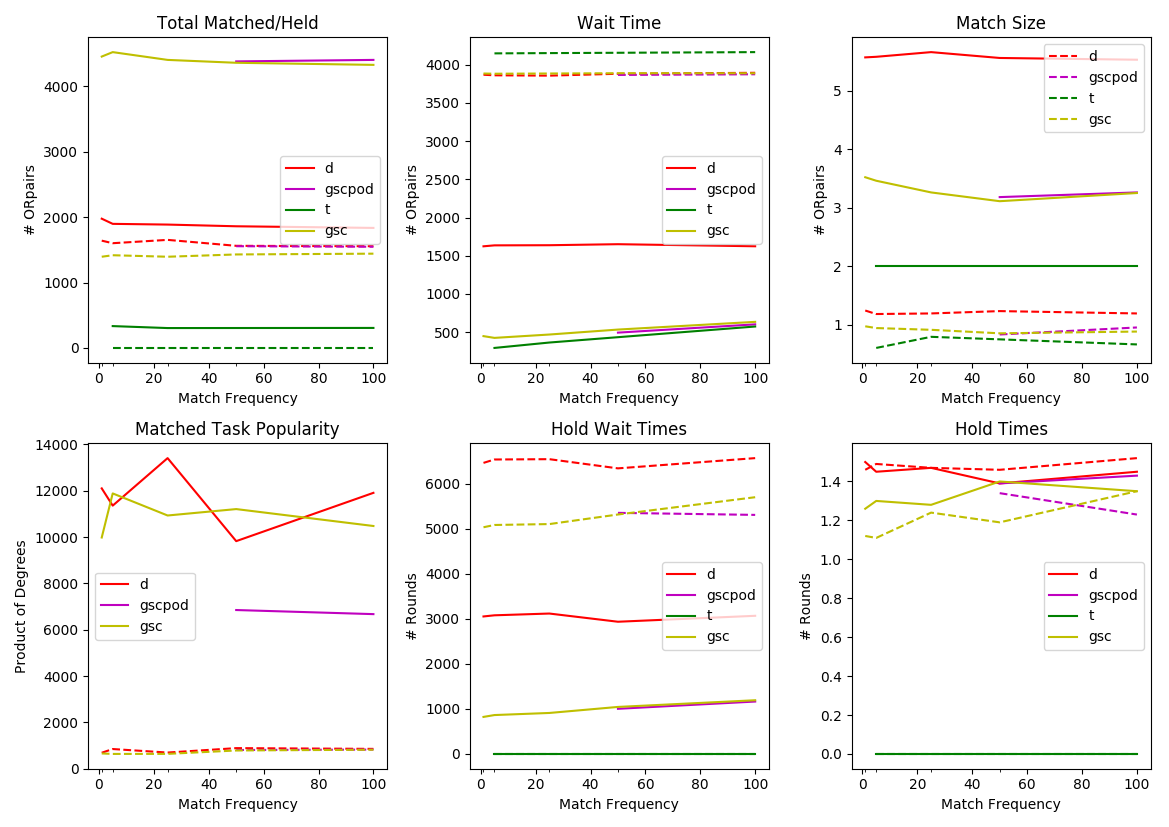 Total Matched/Held
# ORpairs
4000
3000
2000
1000
0
d
gscpod
t
gsc
0 20 40 60 80 100
Match Frequency
Wait Time
# ORpairs
4000
3500
3000
2500
2000
1500
1000
500
d
gscpod
t
gsc
0 20 40 60 80 100
Match Frequency
Match Size
# ORpairs
5
4
3
2
1
d
gscpod
t
gsc
0 20 40 60 80 100
Match Frequency
Matched Task Popularity
Product of Degrees
14000
12000
10000
8000
6000
4000
2000
0
d
gscpod
gsc
0 20 40 60 80 100
Match Frequency
Hold Wait Times
# Rounds
6000
5000
4000
3000
2000
1000
0
d
gscpod
t
gsc
0 20 40 60 80 100
Match Frequency
Hold Times
# Rounds
1.4
1.2
1.0
0.8
0.6
0.4
0.2
0.0
d
gscpod
t
gsc
0 20 40 60 80 100
Match Frequency